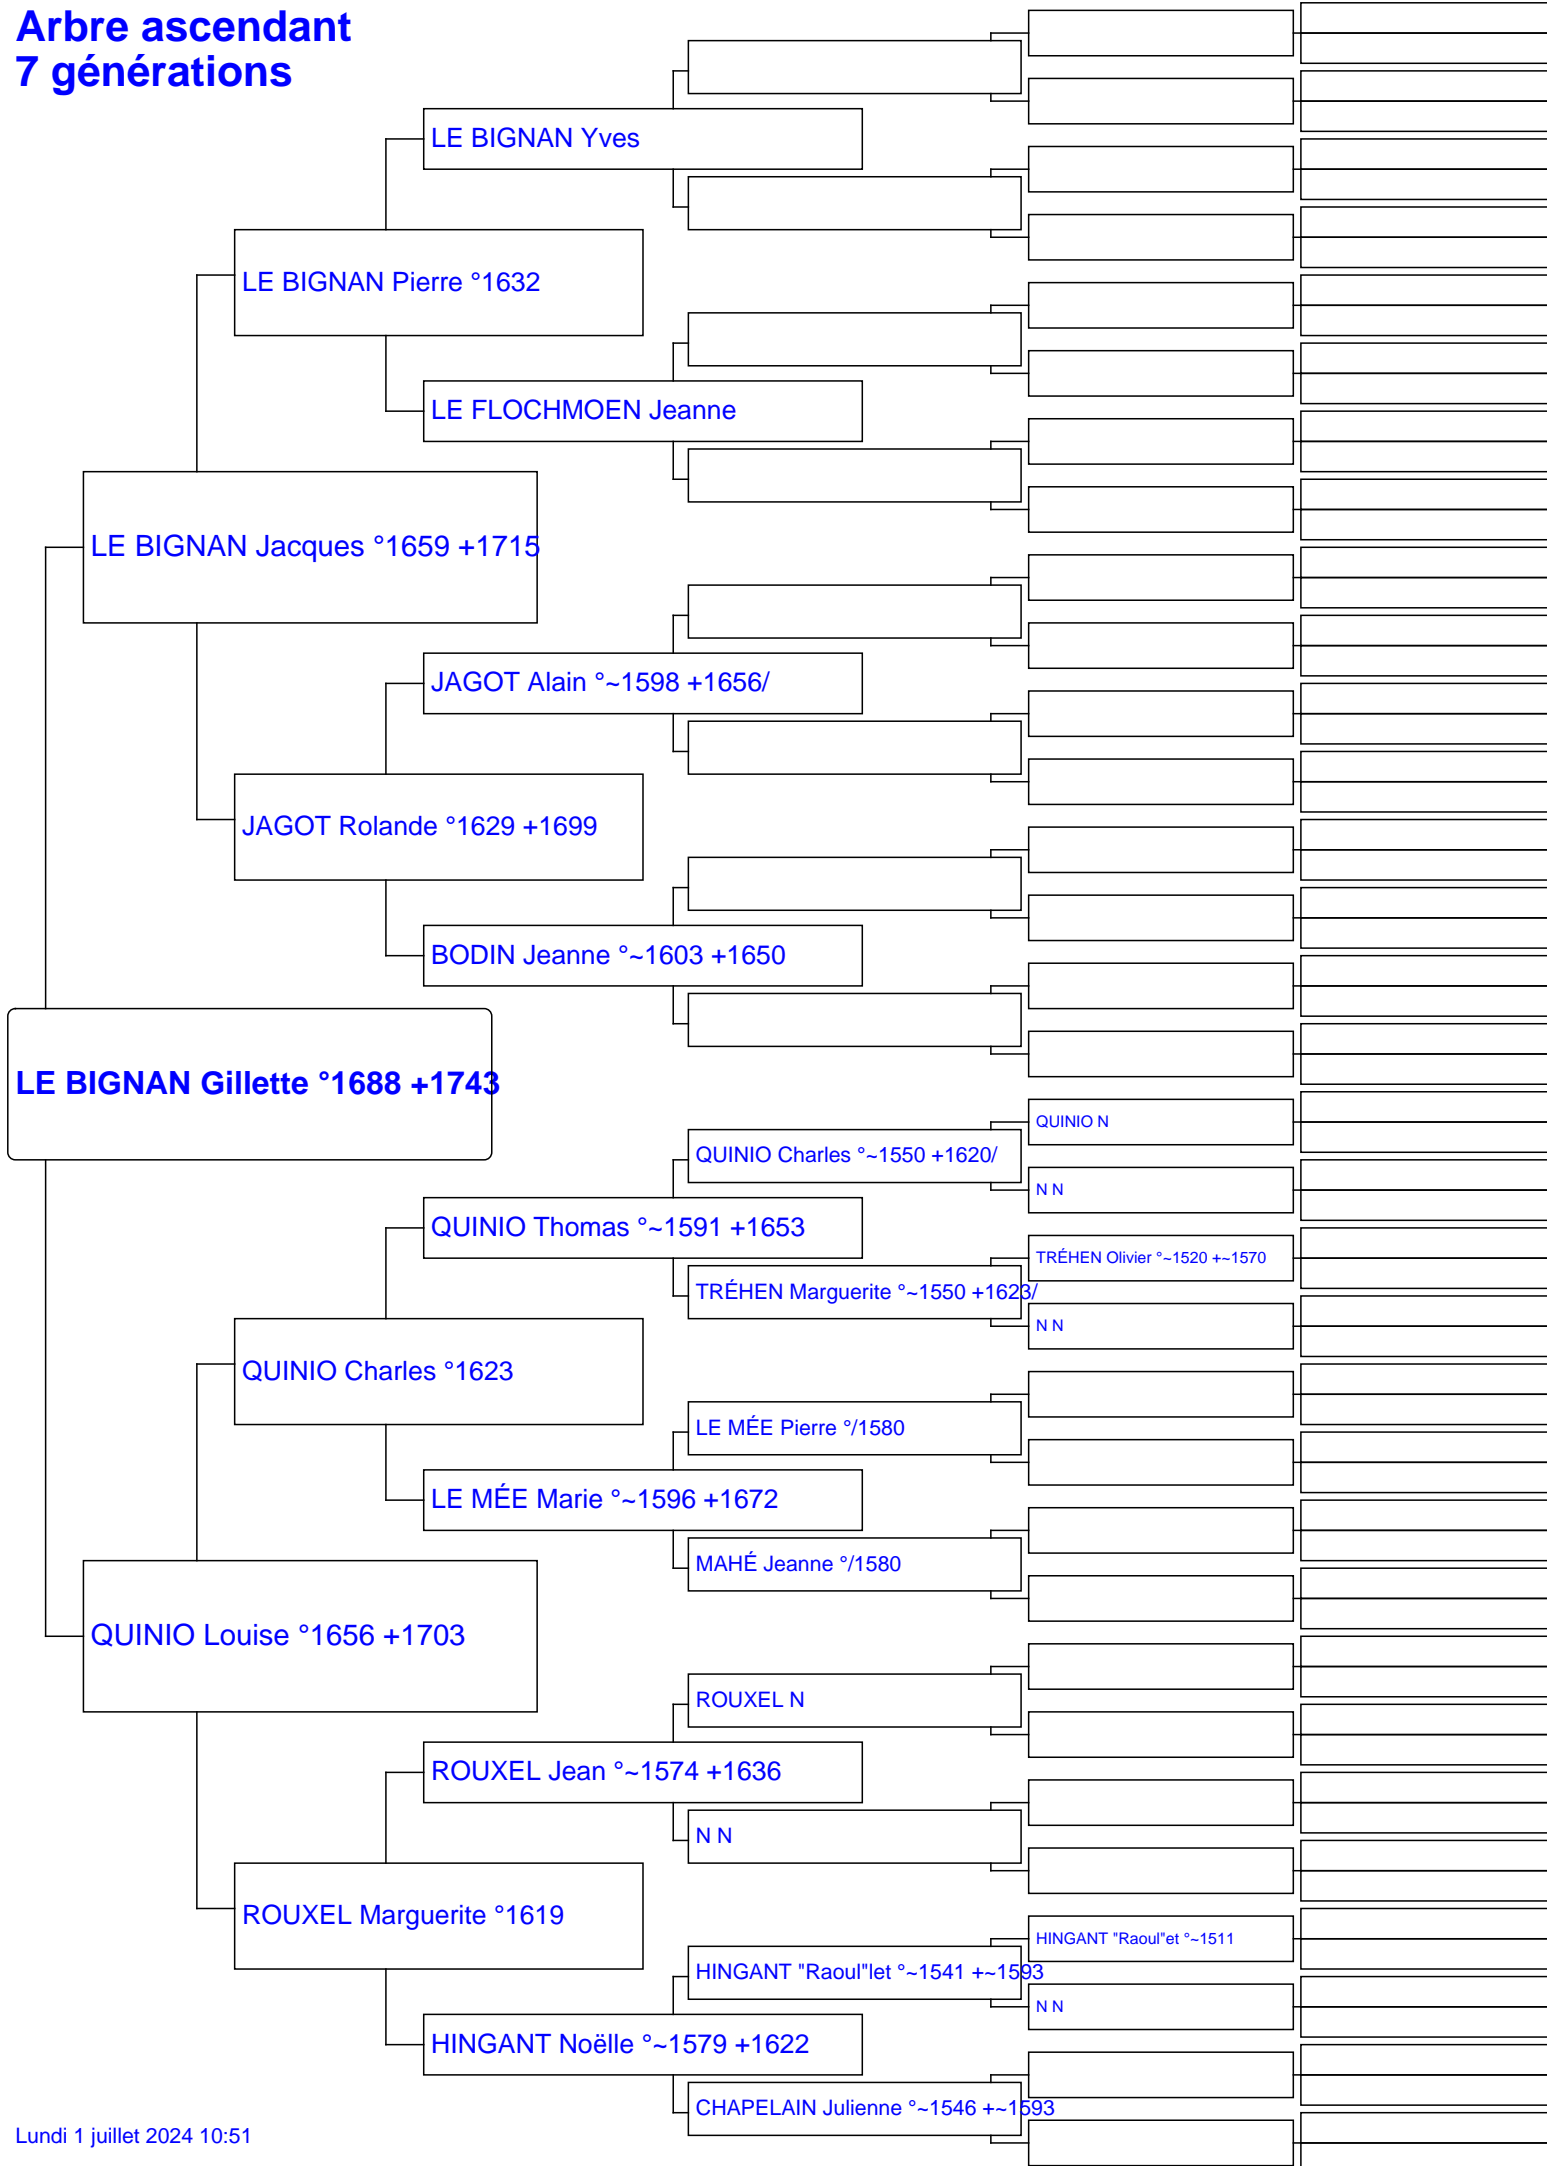 Arbre ascendant
7 générations
LE BIGNAN Yves
LE BIGNAN Pierre °1632
LE FLOCHMOEN Jeanne
LE BIGNAN Jacques °1659 +1715
JAGOT Alain °~1598 +1656/
JAGOT Rolande °1629 +1699
BODIN Jeanne °~1603 +1650
LE BIGNAN Gillette °1688 +1743
QUINIO N
QUINIO Charles °~1550 +1620/
N N
QUINIO Thomas °~1591 +1653
TRÉHEN Olivier °~1520 +~1570
TRÉHEN Marguerite °~1550 +1623/
N N
QUINIO Charles °1623
LE MÉE Pierre °/1580
LE MÉE Marie °~1596 +1672
MAHÉ Jeanne °/1580
QUINIO Louise °1656 +1703
ROUXEL N
ROUXEL Jean °~1574 +1636
N N
ROUXEL Marguerite °1619
HINGANT "Raoul"et °~1511
HINGANT "Raoul"let °~1541 +~1593
N N
HINGANT Noëlle °~1579 +1622
CHAPELAIN Julienne °~1546 +~1593
Lundi 1 juillet 2024 10:51